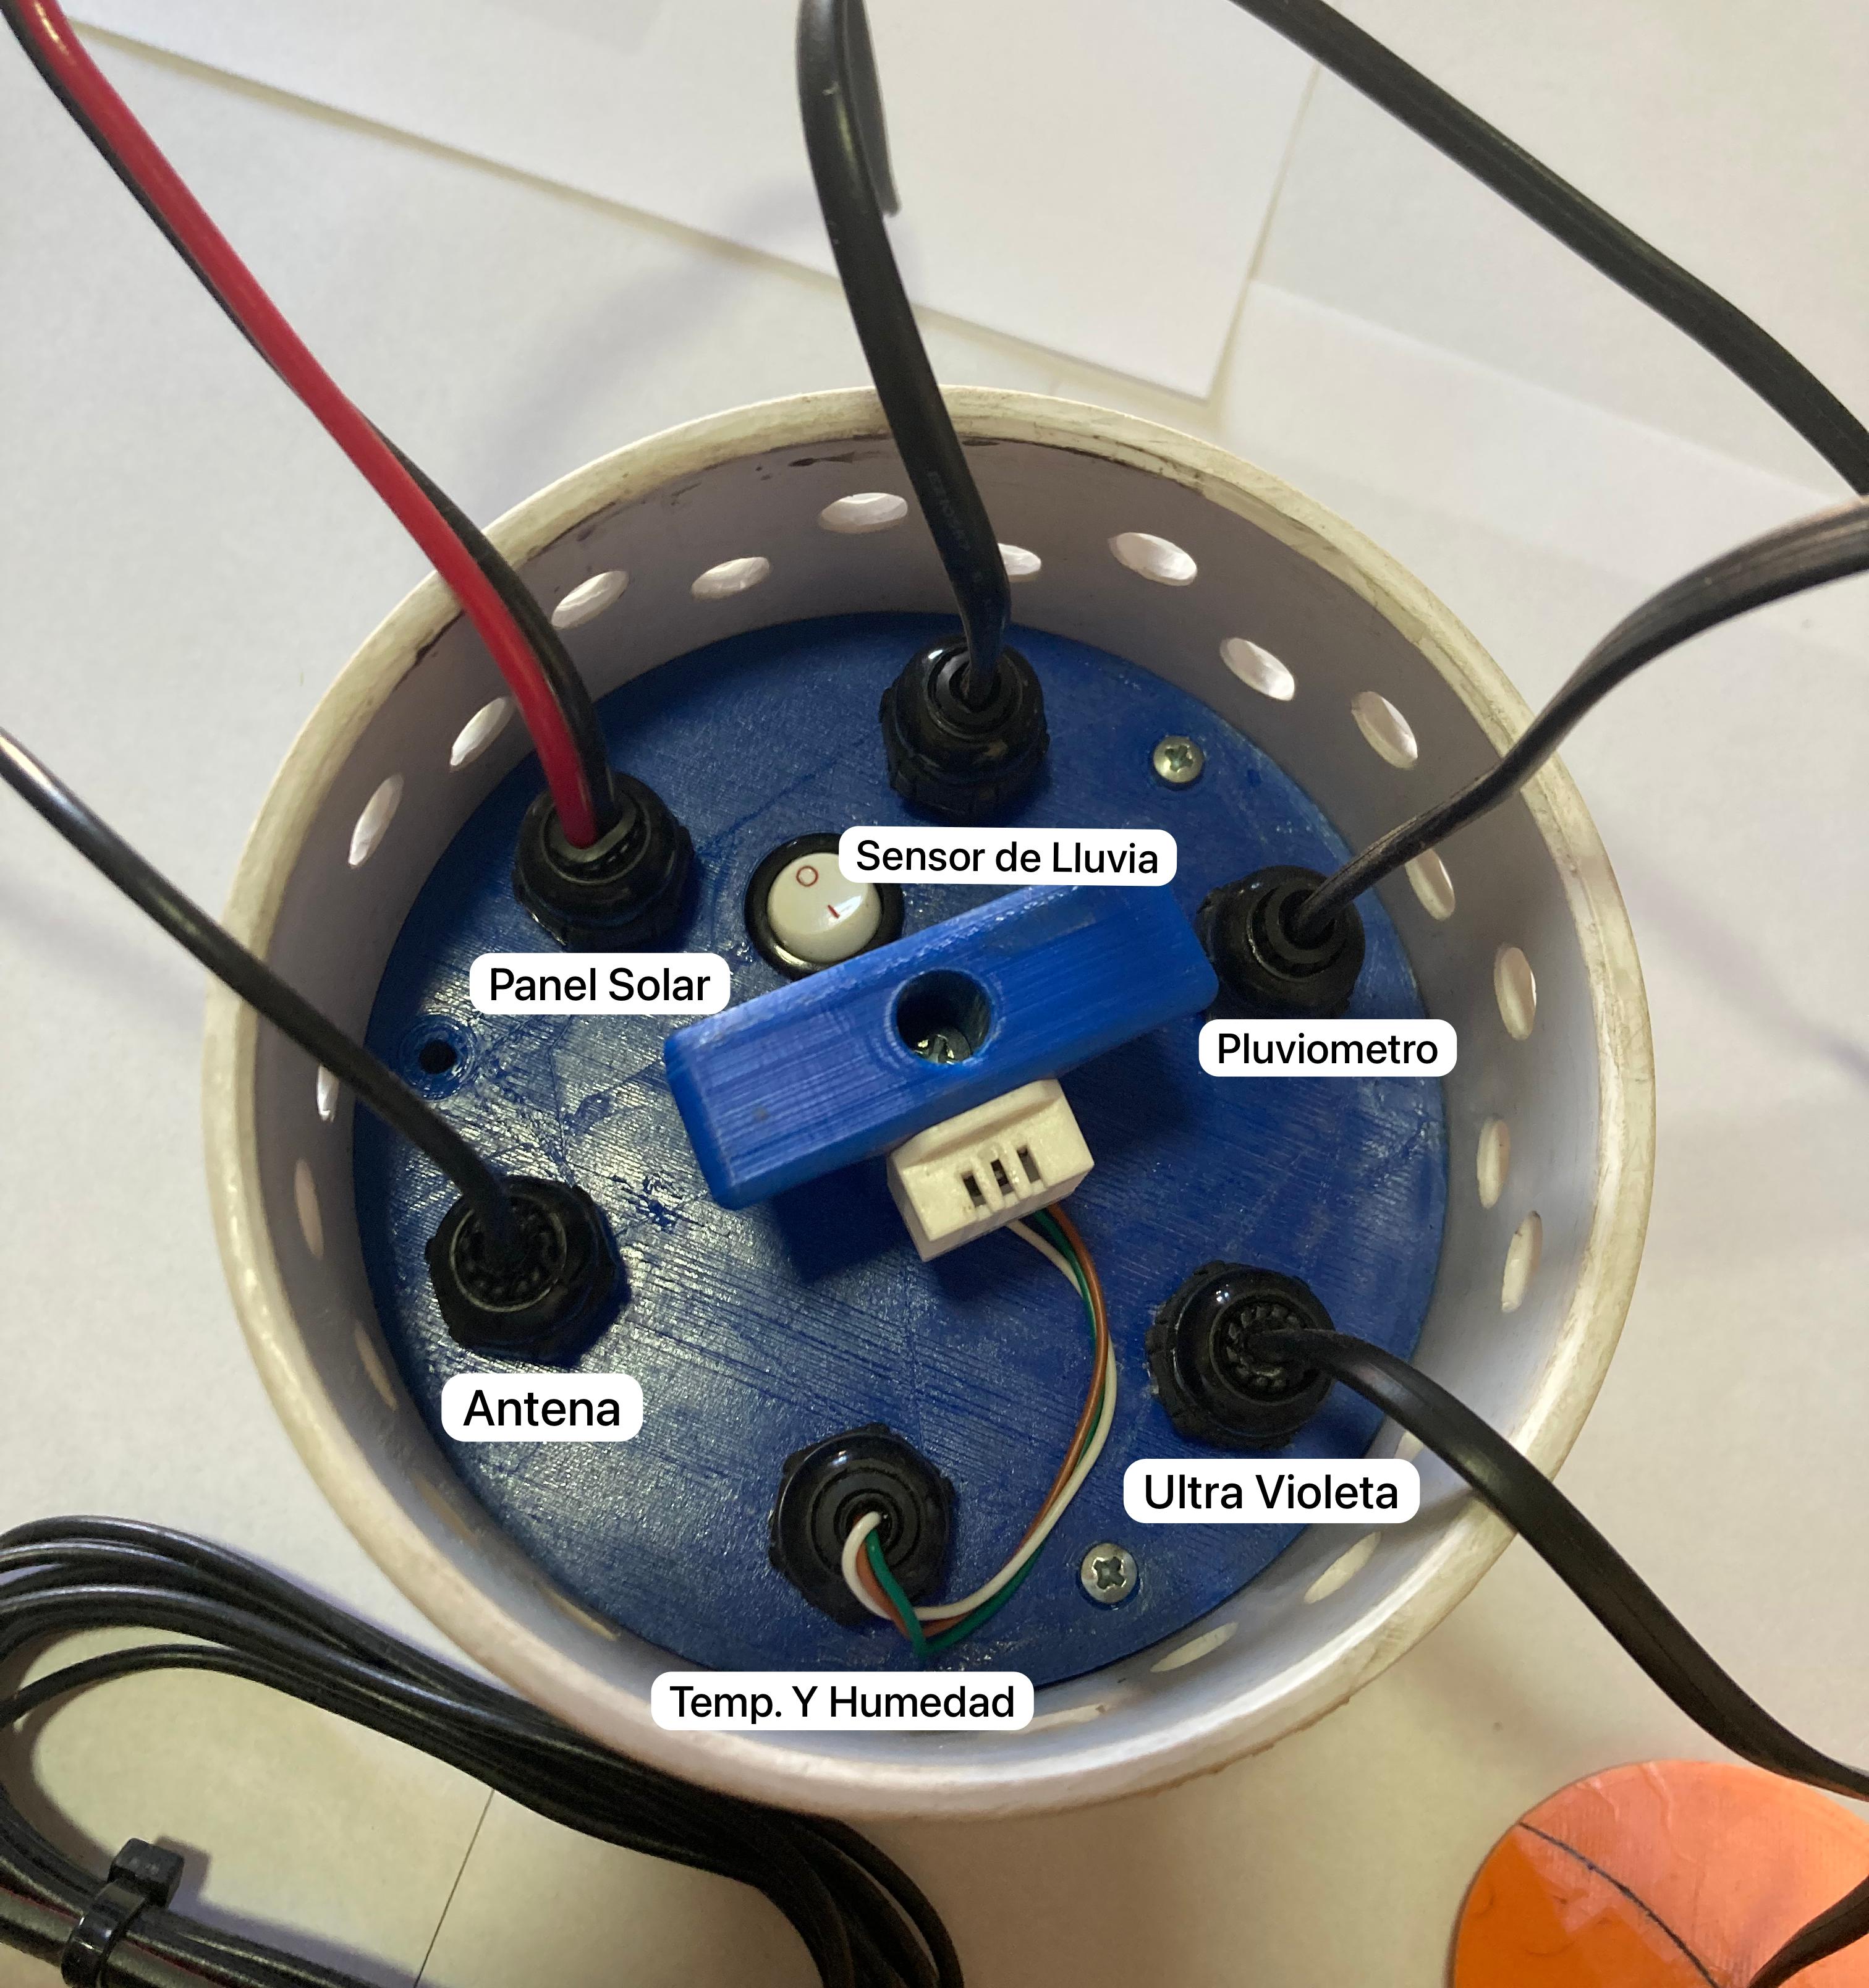 Sensor de Lluvia
O
I
Panel Solar
Pluviometro
Antena
Ultra Violeta
Temp. Y Humedad